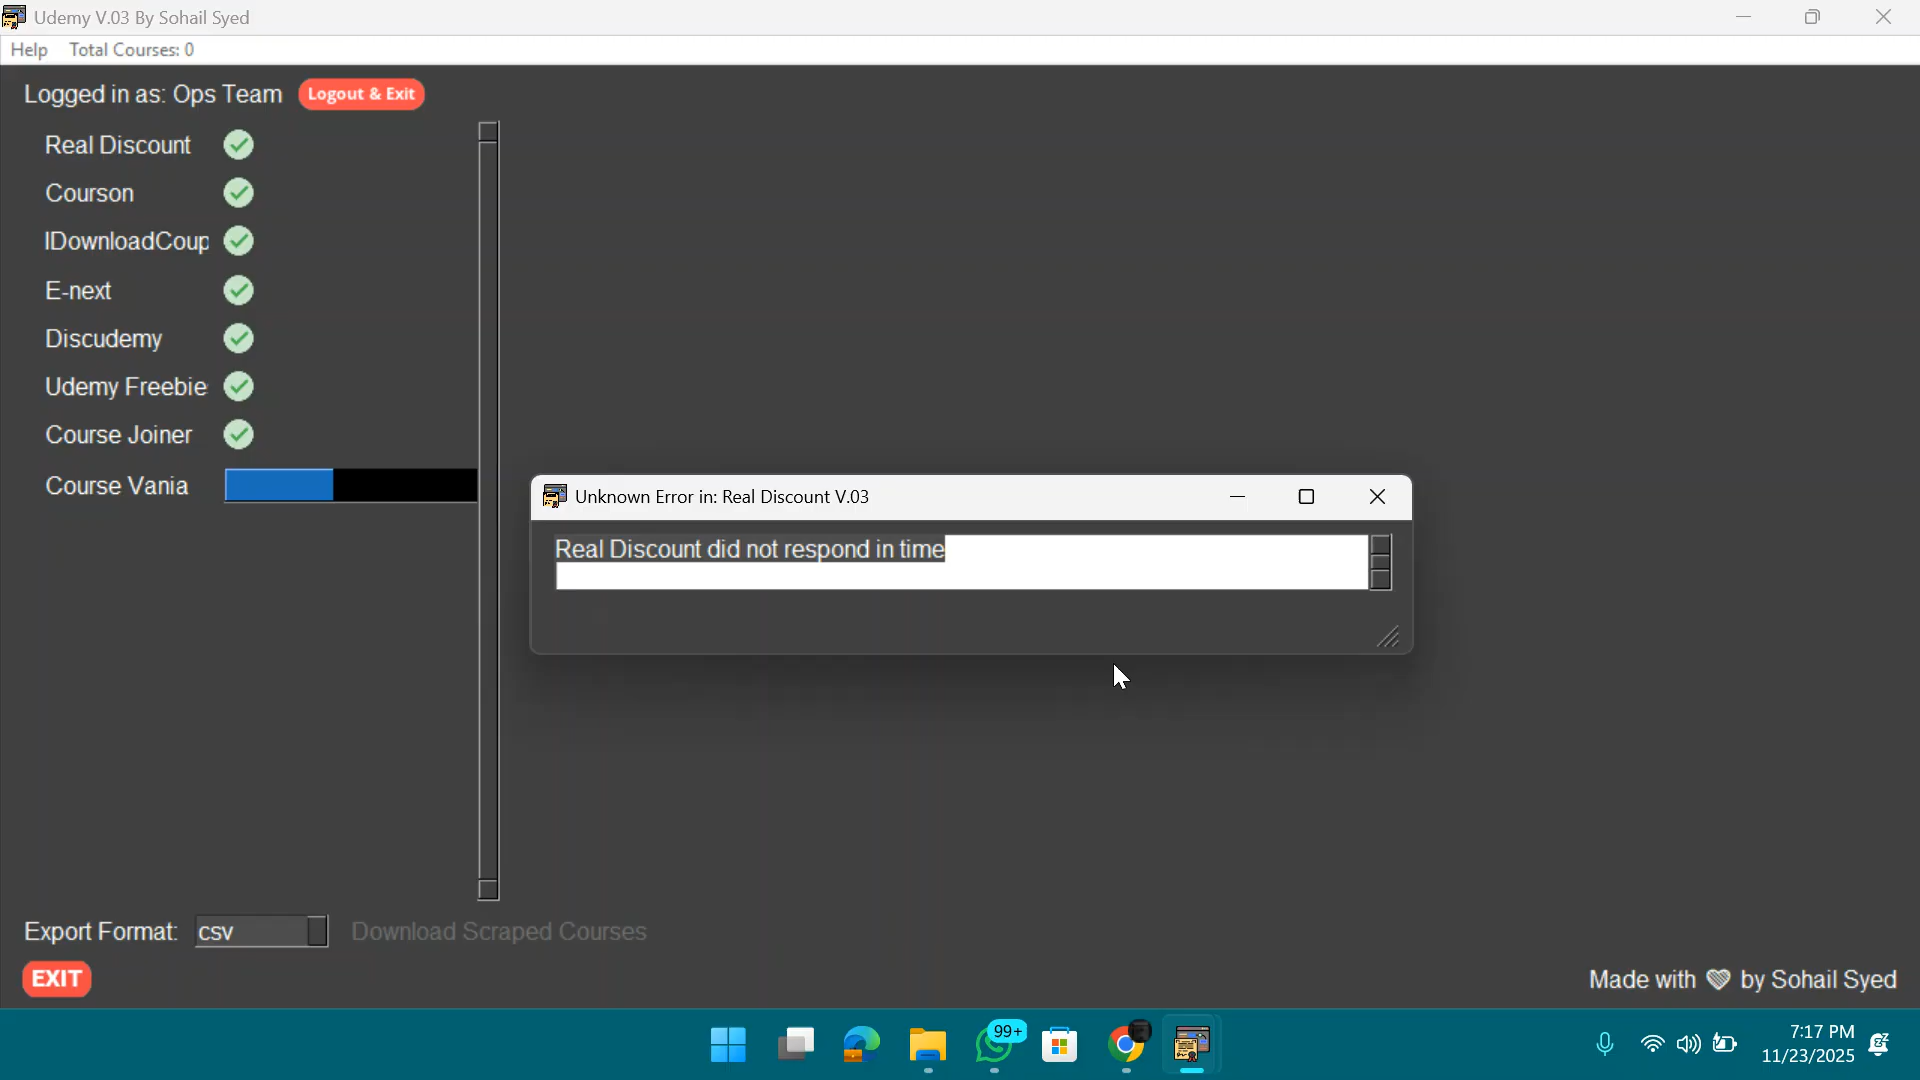 Udemy V.03 By Sohail Syed
Help Total Courses: 0
Logged in as: Ops Team Logout & Exit
Real Discount
Courson
IDownloadCoup
E-next
Discudemy
Udemy Freebie
Course Joiner
Course Vania
Unknown Error in: Real Discount V.03
Real Discount did not respond in time
Export Format: csv Download Scraped Courses
EXIT
Made with by Sohail Syed
99+
7:17 PM
11/23/2025